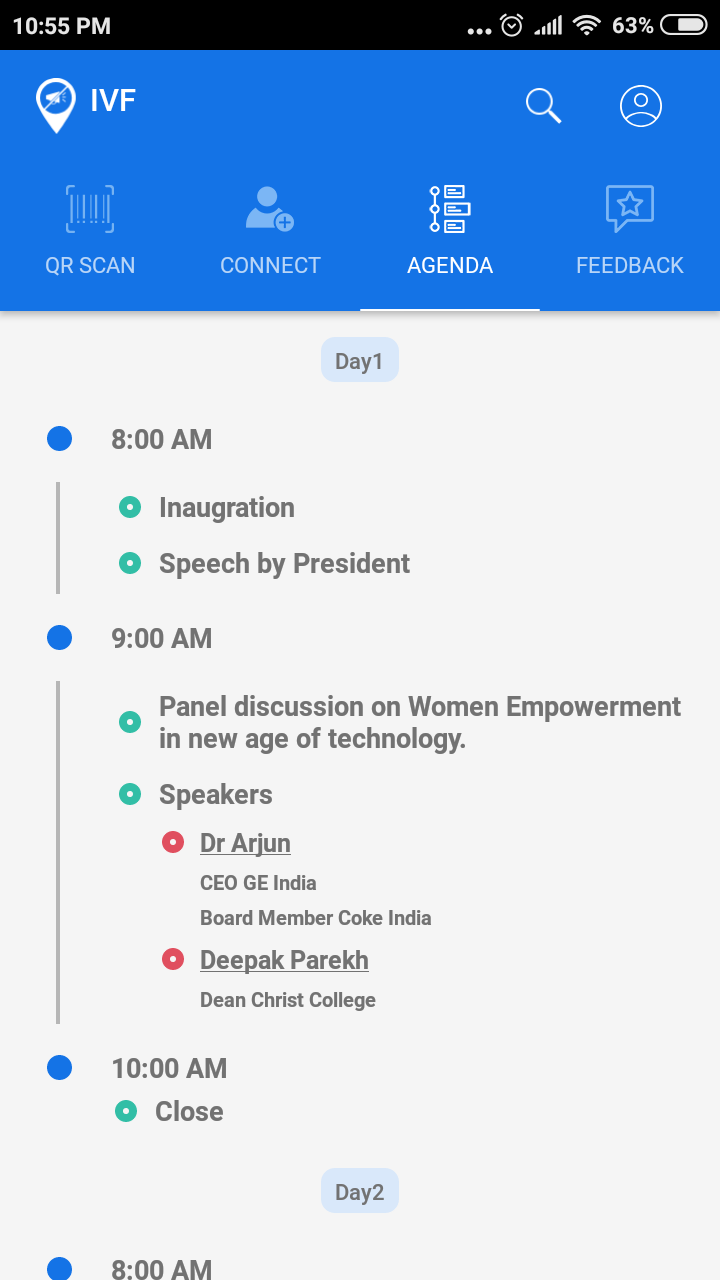 10:55 PM
63%
IVF
QR SCAN
CONNECT
AGENDA
FEEDBACK
Day1
8:00 AM
Inaugration
Speech by President
9:00 AM
Panel discussion on Women Empowerment
in new age of technology.
Speakers
Dr Arjun
CEO GE India
Board Member Coke India
Deepak Parekh
Dean Christ College
10:00 AM
Close
Day2
8:00 AM